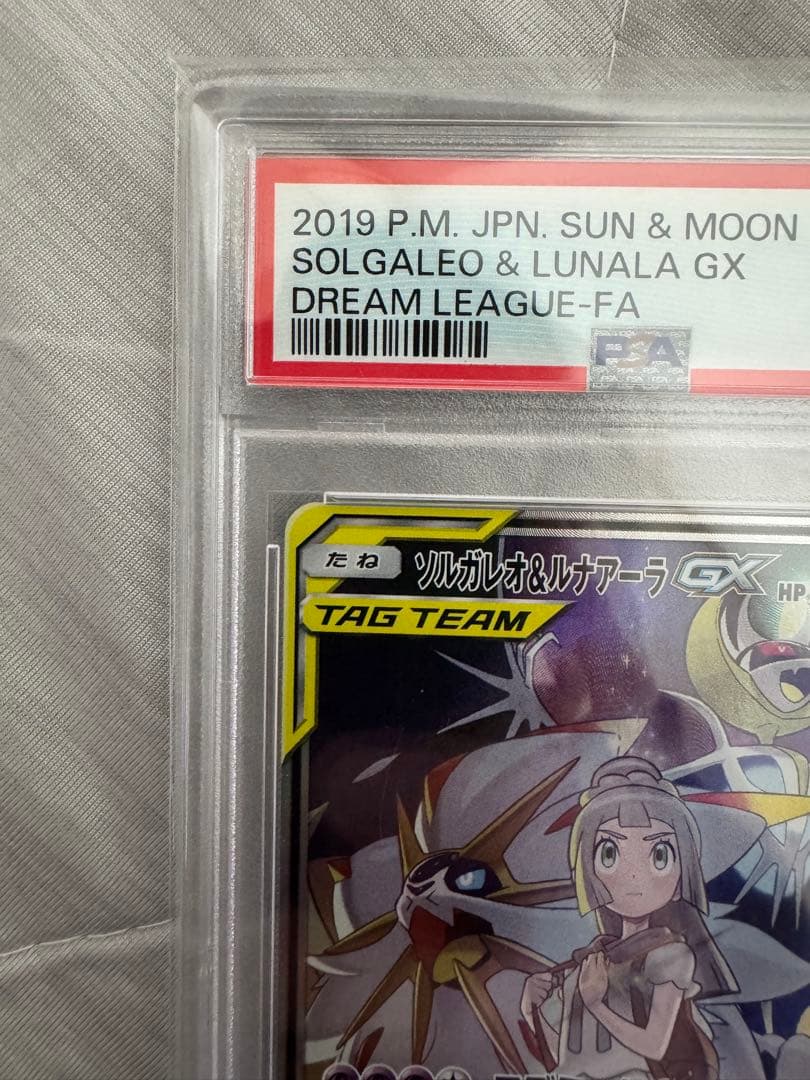 2019 P.M. JPN. SUN & MOON
SOLGALEO & LUNALA GX
DREAM LEAGUE-FA
PSA
たね ソルガレオ&ルナアーラ GX HP
TAG TEAM